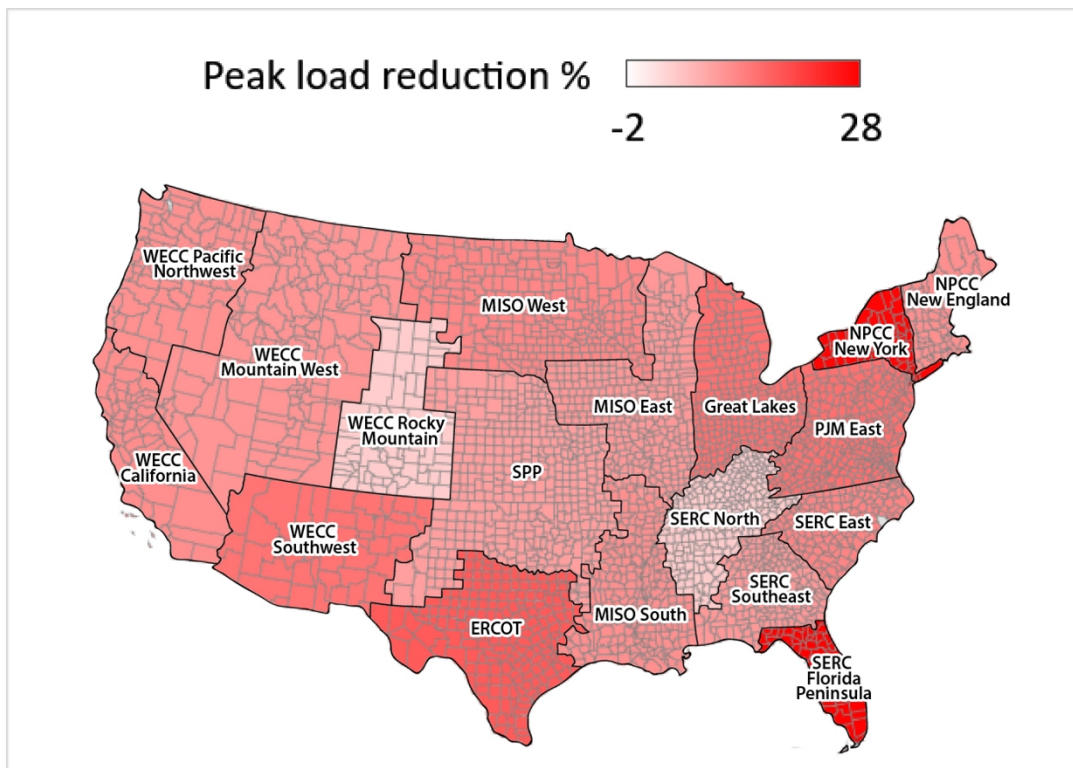 Peak load reduction %
-2
28
WECC Pacific
Northwest
MISO West
NPCC
New England
NPCC
New York
WECC
Mountain West
MISO East
Great Lakes
WECC Rocky
Mountain
PJM East
WECC
California
SPP
SERC North
SERC East
WECC
Southwest
SERC
Southeast
MISO South
ERCOT
SERC
Florida
Peninsula